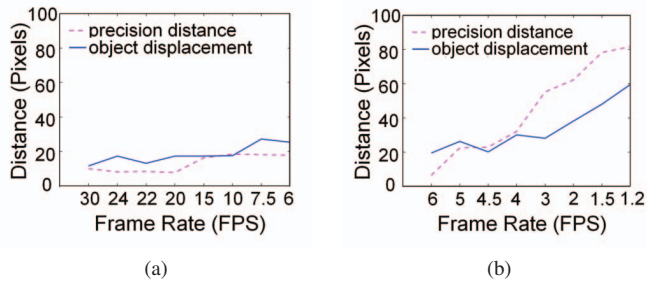 100
80
60
40
20
0
Distance (Pixels)
precision distance
object displacement
30 24 22 20 15 10 7.5 6
Frame Rate (FPS)
(a)
100
80
60
40
20
0
Distance (Pixels)
precision distance
object displacement
6 5 4.5 4 3 2 1.5 1.2
Frame Rate (FPS)
(b)